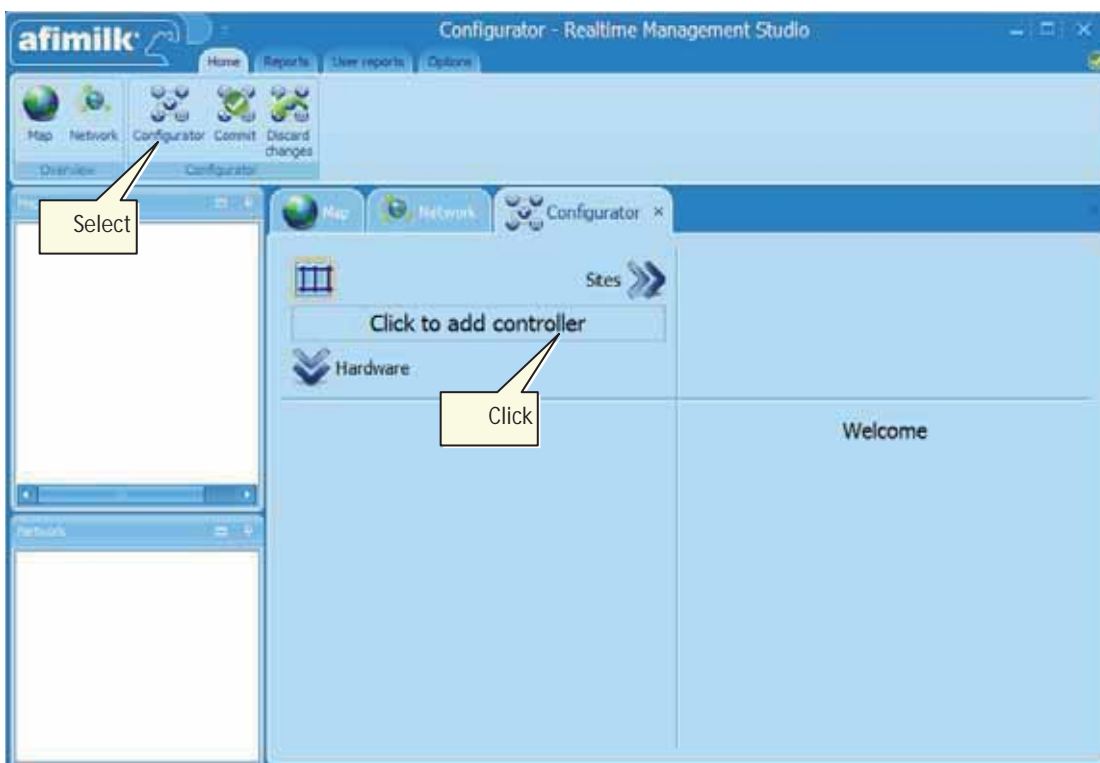 afimilk
Configurator - Realtime Management Studio
Home Reports User reports Options
Map Network Configurator Commit Discard changes
Overview Configurator
Select
Map Network Configurator ×
Sites
Click to add controller
Hardware
Click
Welcome
Network